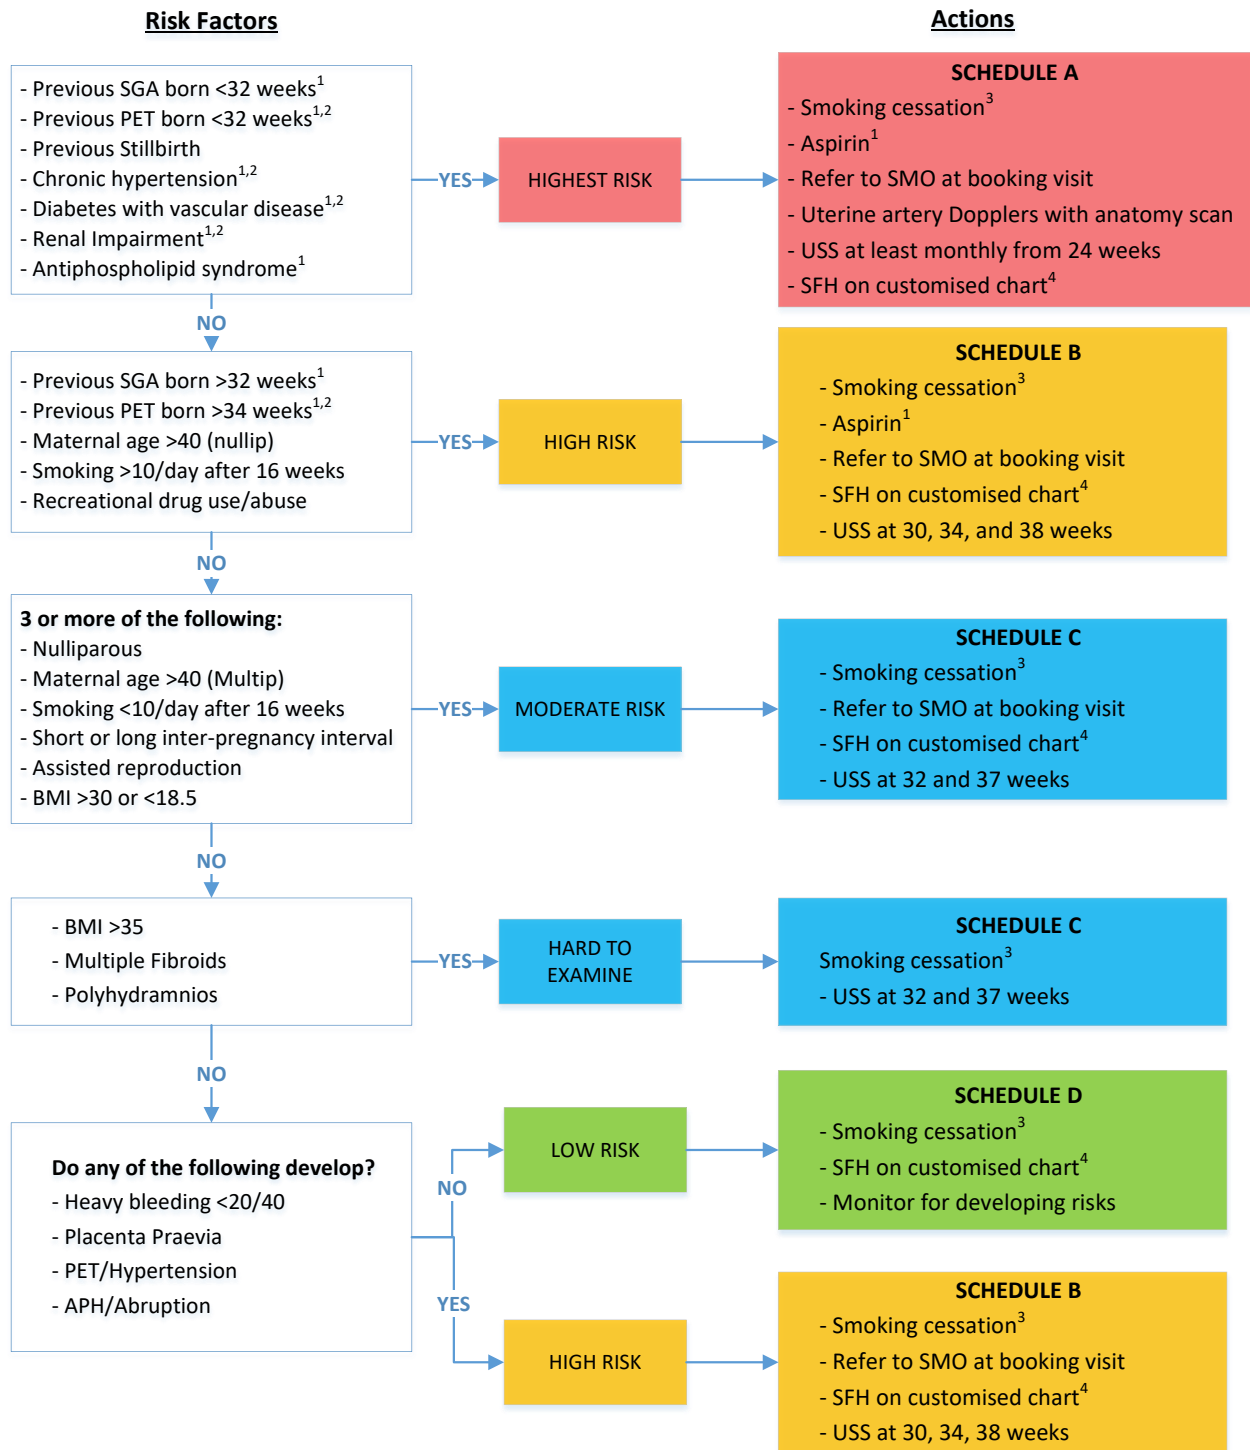 Risk Factors
Actions
- Previous SGA born <32 weeks1
- Previous PET born <32 weeks1,2
- Previous Stillbirth
- Chronic hypertension1,2
- Diabetes with vascular disease1,2
- Renal Impairment1,2
- Antiphospholipid syndrome1
YES
HIGHEST RISK
SCHEDULE A
- Smoking cessation3
- Aspirin1
- Refer to SMO at booking visit
- Uterine artery Dopplers with anatomy scan
- USS at least monthly from 24 weeks
- SFH on customised chart4
NO
- Previous SGA born >32 weeks1
- Previous PET born >34 weeks1,2
- Maternal age >40 (nullip)
- Smoking >10/day after 16 weeks
- Recreational drug use/abuse
YES
HIGH RISK
SCHEDULE B
- Smoking cessation3
- Aspirin1
- Refer to SMO at booking visit
- SFH on customised chart4
- USS at 30, 34, and 38 weeks
NO
3 or more of the following:
- Nulliparous
- Maternal age >40 (Multip)
- Smoking <10/day after 16 weeks
- Short or long inter-pregnancy interval
- Assisted reproduction
- BMI >30 or <18.5
YES
MODERATE RISK
SCHEDULE C
- Smoking cessation3
- Refer to SMO at booking visit
- SFH on customised chart4
- USS at 32 and 37 weeks
NO
- BMI >35
- Multiple Fibroids
- Polyhydramnios
YES
HARD TO
EXAMINE
SCHEDULE C
Smoking cessation3
- USS at 32 and 37 weeks
NO
Do any of the following develop?
- Heavy bleeding <20/40
- Placenta Praevia
- PET/Hypertension
- APH/Abruption
NO
LOW RISK
SCHEDULE D
- Smoking cessation3
- SFH on customised chart4
- Monitor for developing risks
YES
HIGH RISK
SCHEDULE B
- Smoking cessation3
- Refer to SMO at booking visit
- SFH on customised chart4
- USS at 30, 34, 38 weeks